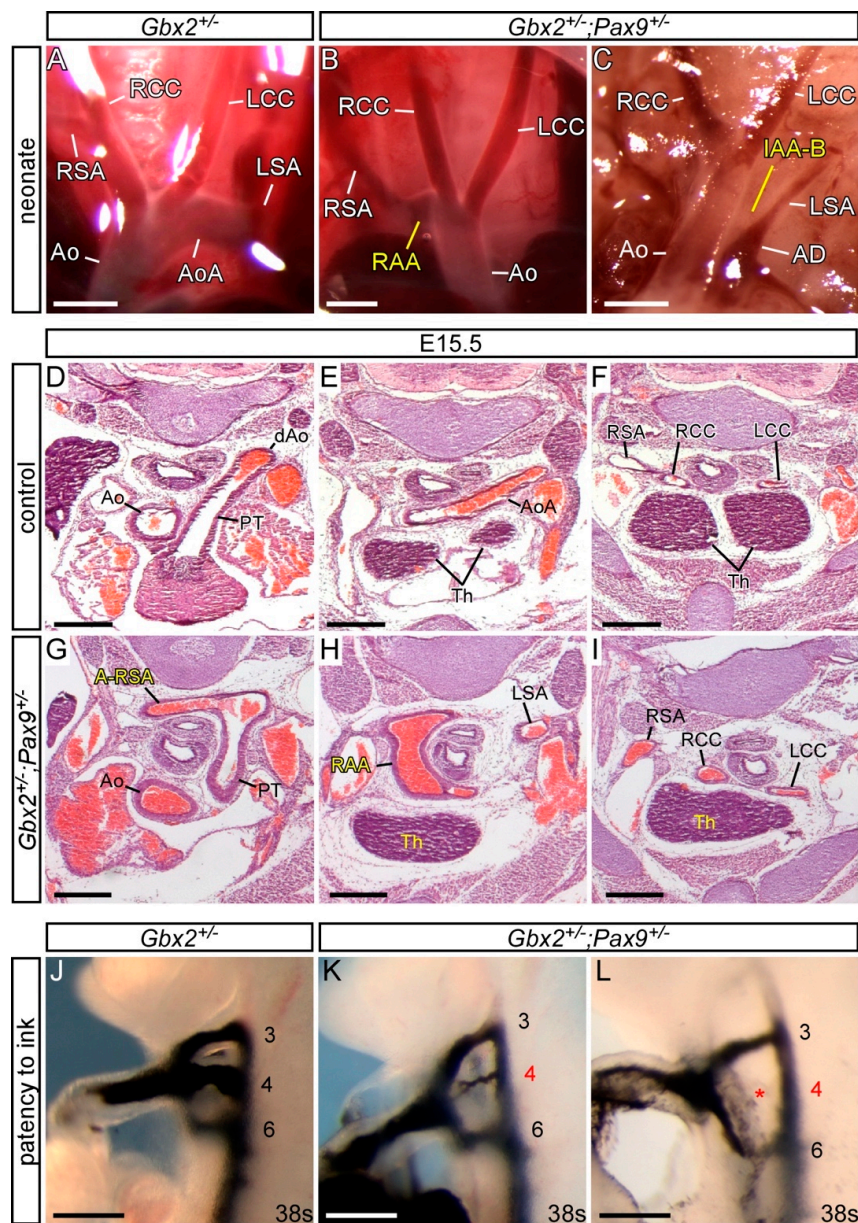 Gbx2+/-
Gbx2+/-;Pax9+/-
neonate
A
RCC
LCC
RSA
LSA
Ao
AoA
B
RCC
LCC
RSA
RAA
Ao
C
RCC
LCC
IAA-B
LSA
Ao
AD
E15.5
control
D
dAo
Ao
PT
E
AoA
Th
F
RSA
RCC
LCC
Th
Gbx2+/-;Pax9+/-
G
A-RSA
Ao
PT
H
LSA
RAA
Th
I
RSA
RCC
LCC
Th
Gbx2+/-
Gbx2+/-;Pax9+/-
patency to ink
J
3
4
6
38s
K
3
4
6
38s
L
3
*
4
6
38s